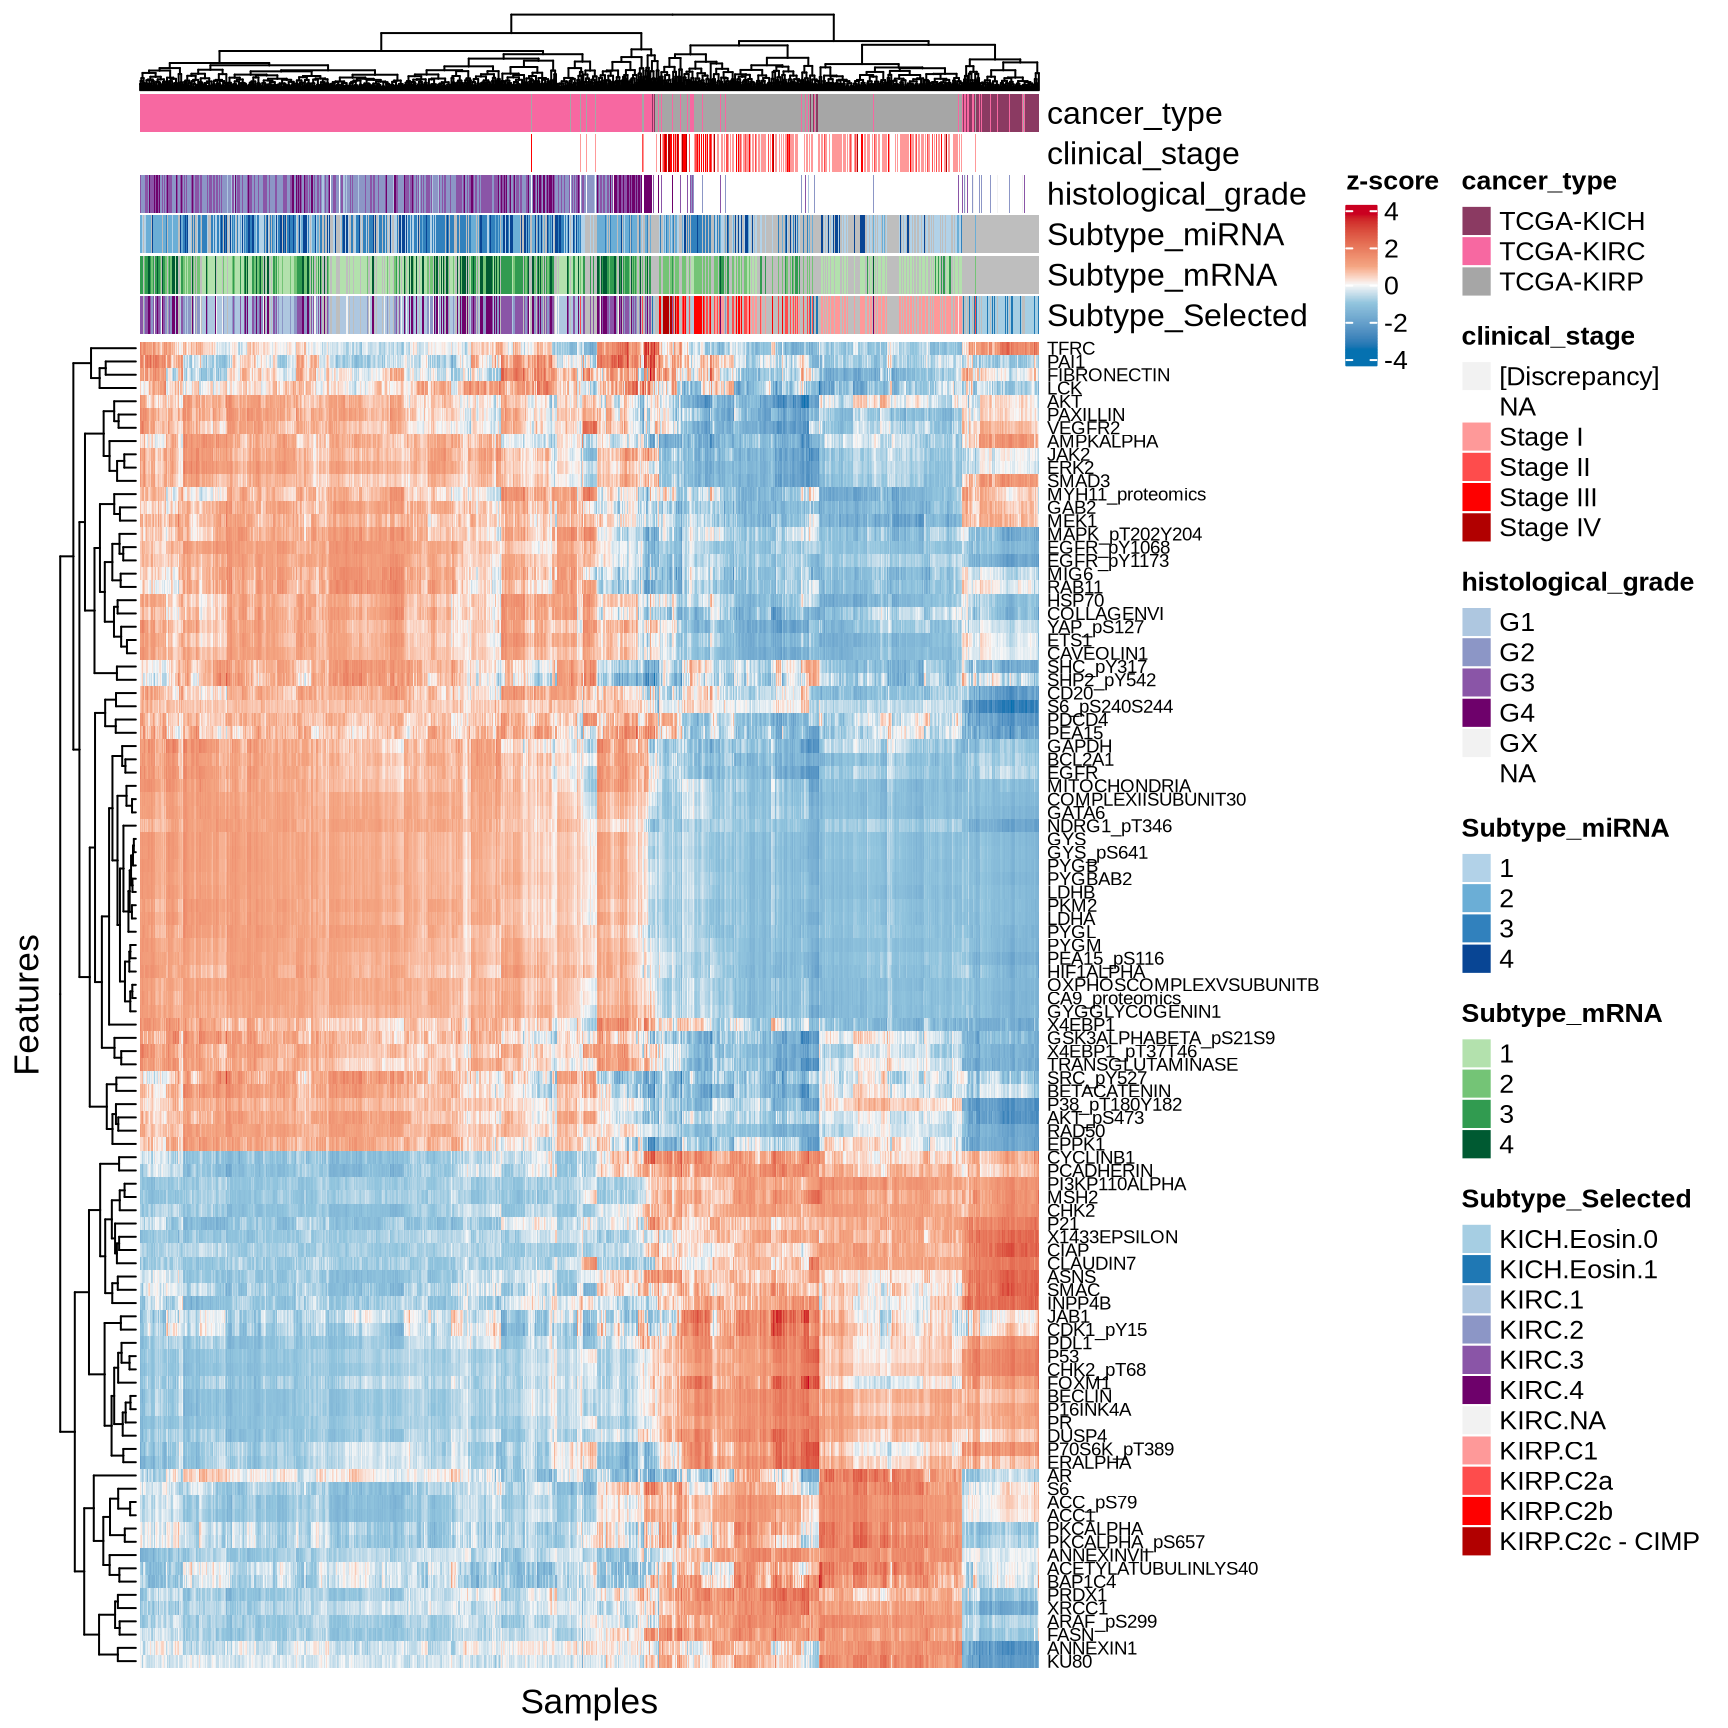 cancer_type
clinical_stage
histological_grade
Subtype_miRNA
Subtype_mRNA
Subtype_Selected
TFRC
PAI1
FIBRONECTIN
LCK
AKT
PAXILLIN
VEGFR2
AMPKALPHA
JAK2
ERK2
SMAD3
MYH11_proteomics
GAB2
MEK1
MAPK_pT202Y204
EGFR_pY1068
EGFR_pY1173
MIG6
RAB11
HSP70
COLLAGENVI
YAP_pS127
ETS1
CAVEOLIN1
SHC_pY317
SHP2_pY542
CD20
S6_pS240S244
PDCD4
PEA15
GAPDH
BCL2A1
EGFR
MITOCHONDRIA
COMPLEXIISUBUNIT30
GATA6
NDRG1_pT346
GYS
GYS_pS641
PYGB
PYGBAB2
LDHB
PKM2
LDHA
PYGL
PYGM
PEA15_pS116
HIF1ALPHA
OXPHOSCOMPLEXVSUBUNITB
CA9_proteomics
GYGGLYCOGENIN1
X4EBP1
GSK3ALPHABETA_pS21S9
X4EBP1_pT37T46
TRANSGLUTAMINASE
SRC_pY527
BETACATENIN
P38_pT180Y182
AKT_pS473
RAD50
EPPK1
CYCLINB1
PCADHERIN
PI3KP110ALPHA
MSH2
CHK2
P21
X1433EPSILON
CIAP
CLAUDIN7
ASNS
SMAC
INPP4B
JAB1
CDK1_pY15
PDL1
P53
CHK2_pT68
FOXM1
BECLIN
P16INK4A
PR
DUSP4
P70S6K_pT389
ERALPHA
AR
S6
ACC_pS79
ACC1
PKCALPHA
PKCALPHA_pS657
ANNEXINVII
ACETYLATUBULINLYS40
BAP1C4
PRDX1
XRCC1
ARAF_pS299
FASN
ANNEXIN1
KU80
Features
Samples
z-score
4
2
0
-2
-4
cancer_type
TCGA-KICH
TCGA-KIRC
TCGA-KIRP
clinical_stage
[Discrepancy]
NA
Stage I
Stage II
Stage III
Stage IV
histological_grade
G1
G2
G3
G4
GX
NA
Subtype_miRNA
1
2
3
4
Subtype_mRNA
1
2
3
4
Subtype_Selected
KICH.Eosin.0
KICH.Eosin.1
KIRC.1
KIRC.2
KIRC.3
KIRC.4
KIRC.NA
KIRP.C1
KIRP.C2a
KIRP.C2b
KIRP.C2c - CIMP